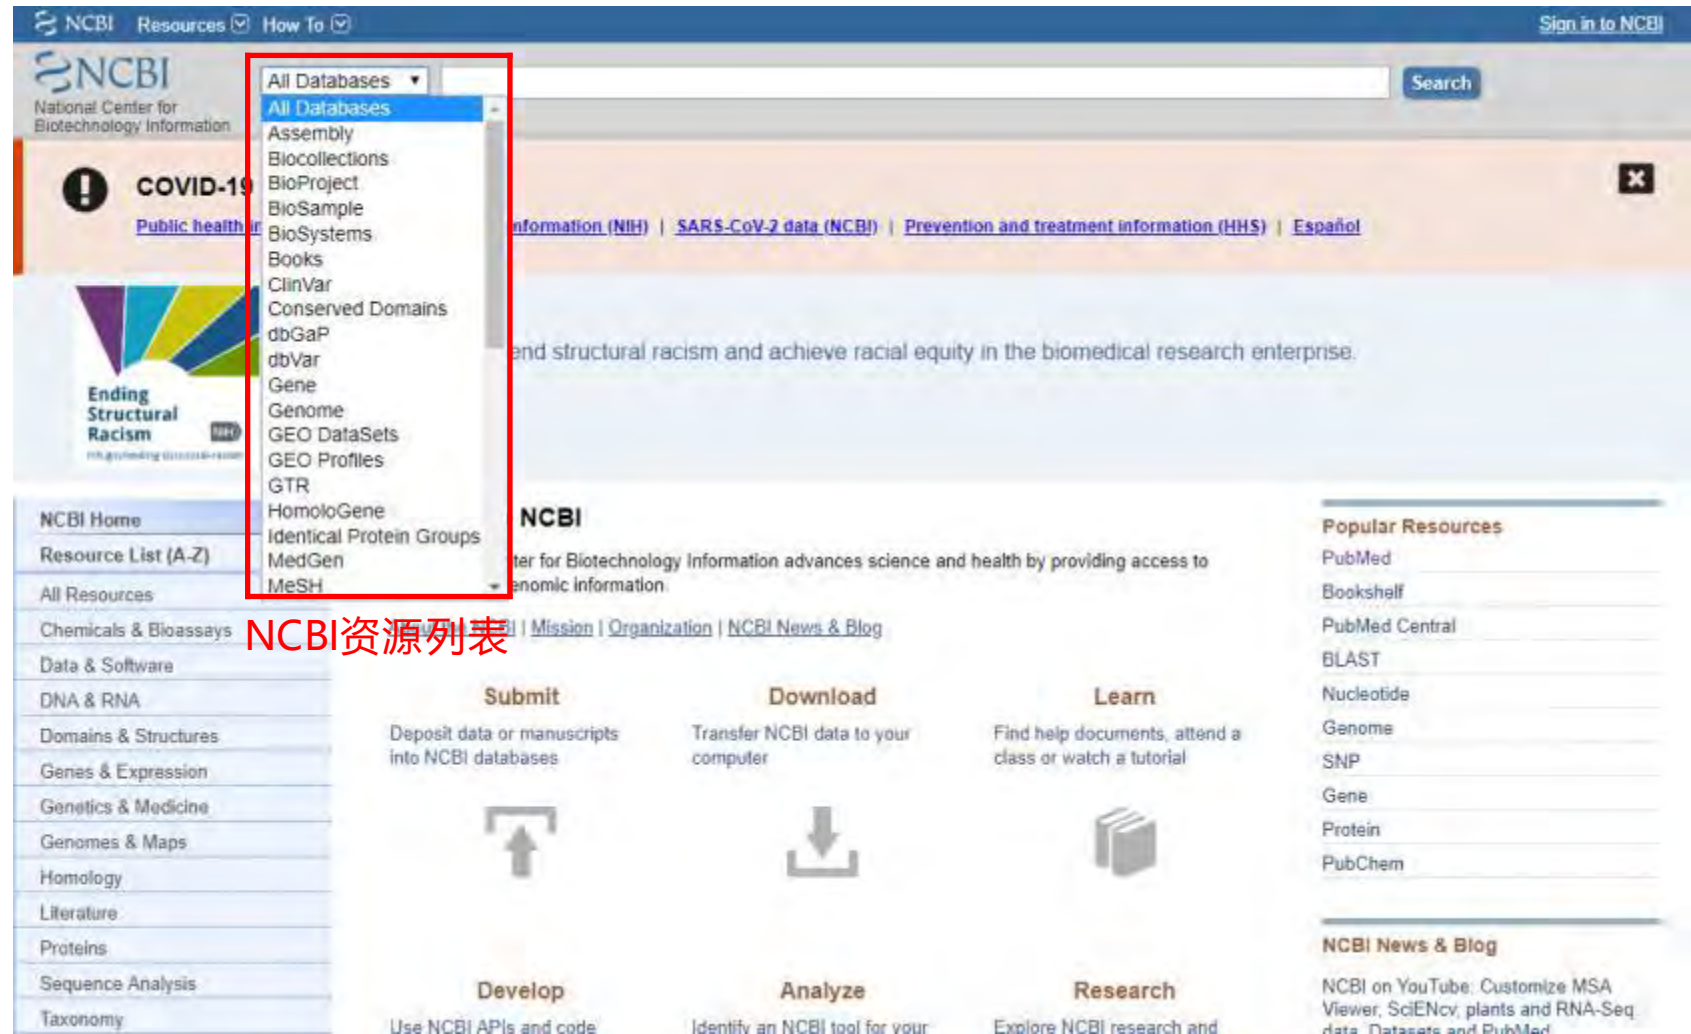 NCBI Resources How To Sign in to NCBI
NCBI
National Center for
Biotechnology Information
All Databases
Search
All Databases
Assembly
Biocollections
BioProject
BioSample
BioSystems
Books
ClinVar
Conserved Domains
dbGaP
dbVar
Gene
Genome
GEO DataSets
GEO Profiles
GTR
HomoloGene
Identical Protein Groups
MedGen
MeSH
NCBI资源列表
COVID-19
Public health nformation (NIH) | SARS-CoV-2 data (NCBI) | Prevention and treatment information (HHS) | Español
Ending
Structural
Racism
NIH
end structural racism and achieve racial equity in the biomedical research enterprise.
NCBI Home
Resource List (A-Z)
All Resources
Chemicals & Bioassays
Data & Software
DNA & RNA
Domains & Structures
Genes & Expression
Genetics & Medicine
Genomes & Maps
Homology
Literature
Proteins
Sequence Analysis
Taxonomy
NCBI
ter for Biotechnology Information advances science and health by providing access to
enomic information
| Mission | Organization | NCBI News & Blog
Submit
Deposit data or manuscripts
into NCBI databases
Download
Transfer NCBI data to your
computer
Learn
Find help documents, attend a
class or watch a tutorial
Develop
Use NCBI APIs and code
Analyze
Identify an NCBI tool for your
Research
Explore NCBI research and
Popular Resources
PubMed
Bookshelf
PubMed Central
BLAST
Nucleotide
Genome
SNP
Gene
Protein
PubChem
NCBI News & Blog
NCBI on YouTube: Customize MSA
Viewer, SciENcv, plants and RNA-Seq
data, Datasets and PubMed